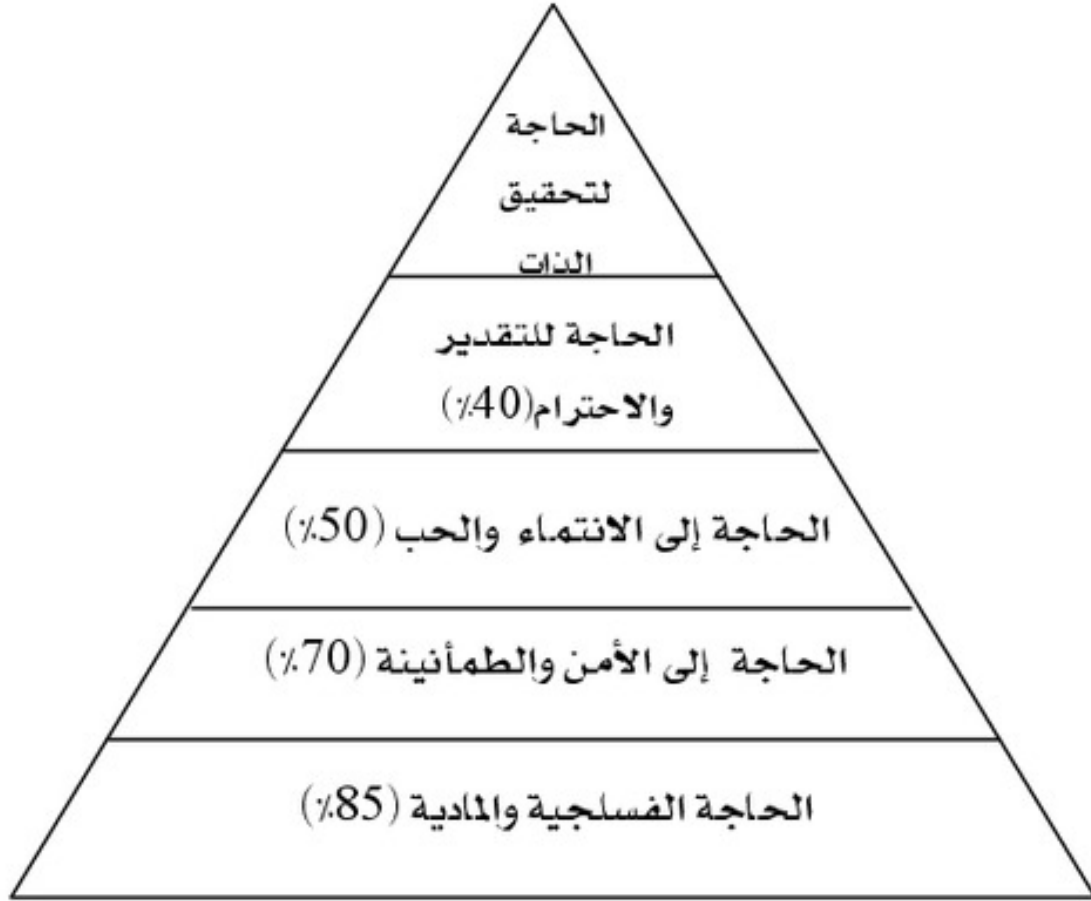 الحاجة
لتحقيق
الذات
الحاجة للتقدير
والاحترام(40٪)
الحاجة إلى الانتماء والحب (50٪)
الحاجة إلى الأمن والطمأنينة (70٪)
الحاجة الفسلجية والمادية (85٪)